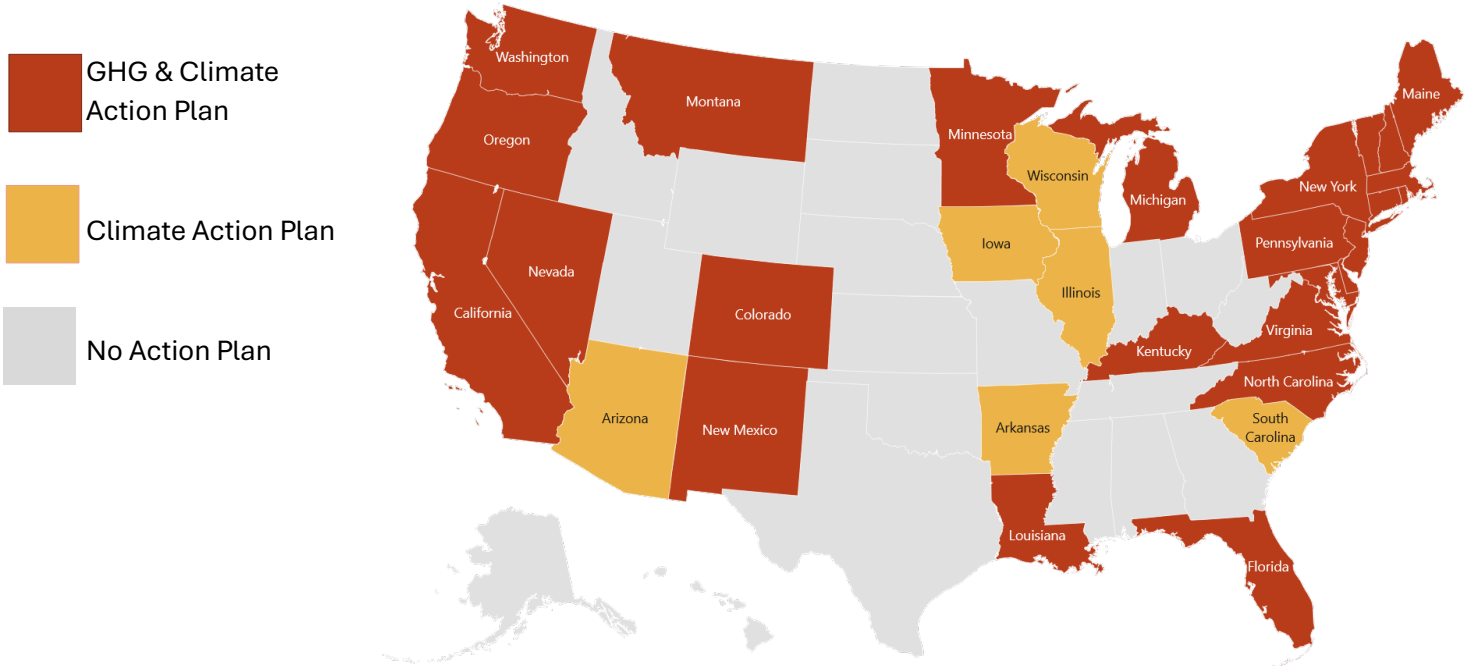 GHG & Climate
Action Plan
Climate Action Plan
No Action Plan
Washington
Montana
Maine
Oregon
Minnesota
Wisconsin
New York
Michigan
Iowa
Pennsylvania
Nevada
Illinois
California
Colorado
Virginia
Kentucky
North Carolina
Arizona
New Mexico
Arkansas
South
Carolina
Louisiana
Florida